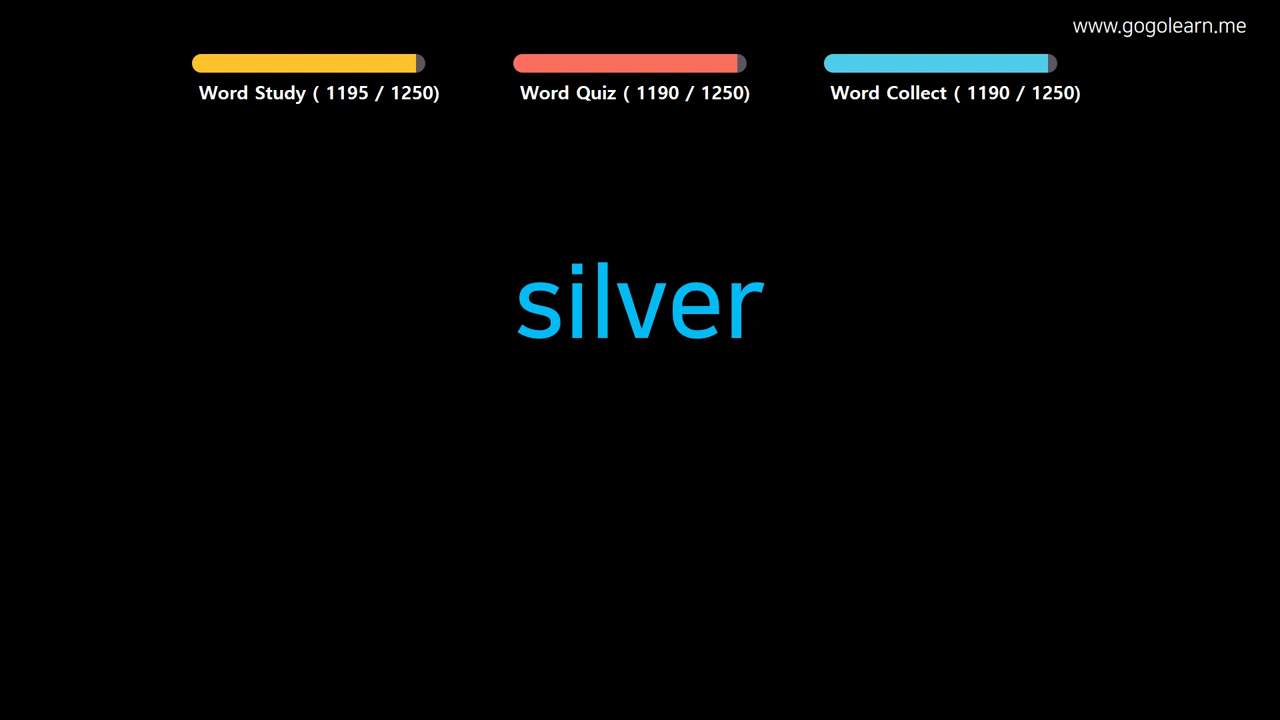 www.gogolearn.me
Word Study ( 1195 / 1250)
Word Quiz ( 1190 / 1250)
Word Collect ( 1190 / 1250)
silver